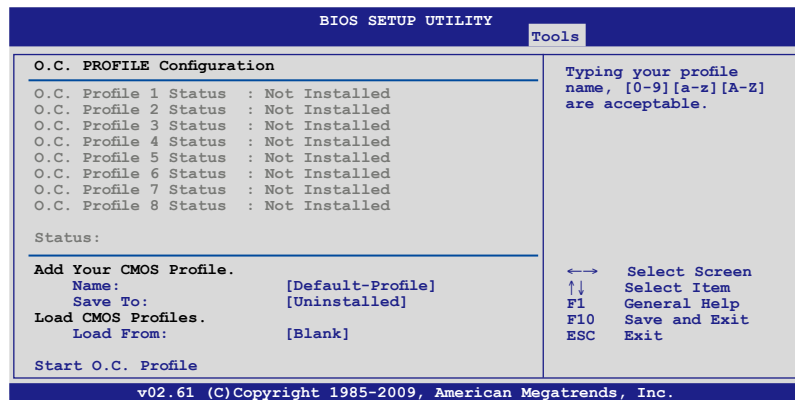 BIOS SETUP UTILITY
Tools
O.C. PROFILE Configuration
O.C. Profile 1 Status : Not Installed
O.C. Profile 2 Status : Not Installed
O.C. Profile 3 Status : Not Installed
O.C. Profile 4 Status : Not Installed
O.C. Profile 5 Status : Not Installed
O.C. Profile 6 Status : Not Installed
O.C. Profile 7 Status : Not Installed
O.C. Profile 8 Status : Not Installed
Status:
Add Your CMOS Profile.
Name: [Default-Profile]
Save To: [Uninstalled]
Load CMOS Profiles.
Load From: [Blank]
Start O.C. Profile
Typing your profile
name, [0-9][a-z][A-Z]
are acceptable.
←→ Select Screen
↑↓ Select Item
F1 General Help
F10 Save and Exit
ESC Exit
v02.61 (C)Copyright 1985-2009, American Megatrends, Inc.